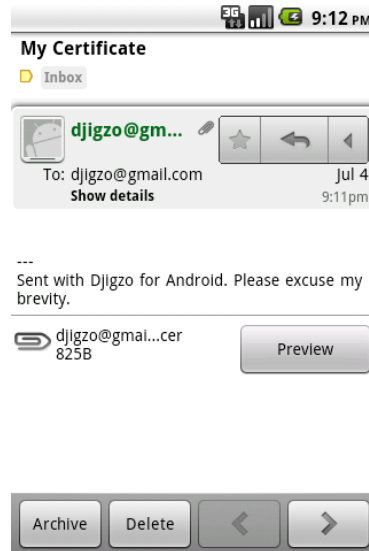 3G 9:12 PM
My Certificate
Inbox
djigzo@gm...
To: djigzo@gmail.com Jul 4
Show details 9:11pm
---
Sent with Djigzo for Android. Please excuse my
brevity.
djigzo@gmai...cer
825B
Preview
Archive Delete